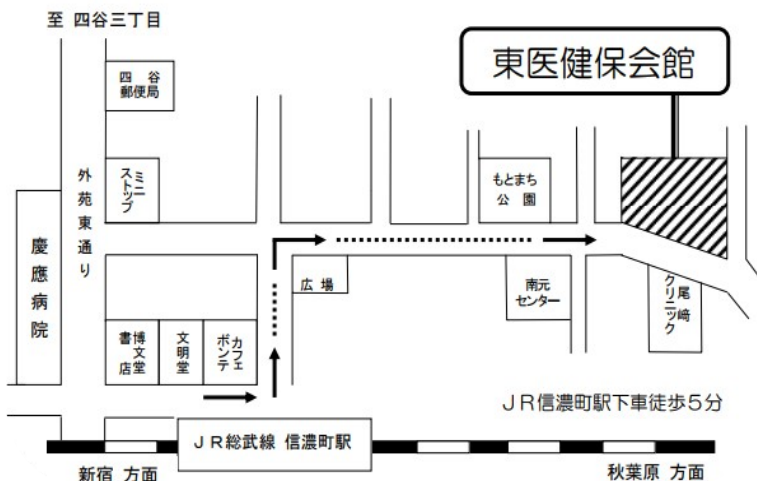 至 四谷三丁目
四谷
郵便局
東医健保会館
ミニ
ストップ
外苑東通り
もとまち
公園
慶應病院
広場
南元
センター
尾﨑
クリニック
博文堂
書店
文明堂
カフェ
ボンテ
JR信濃町駅下車徒歩5分
JR総武線 信濃町駅
新宿 方面
秋葉原 方面